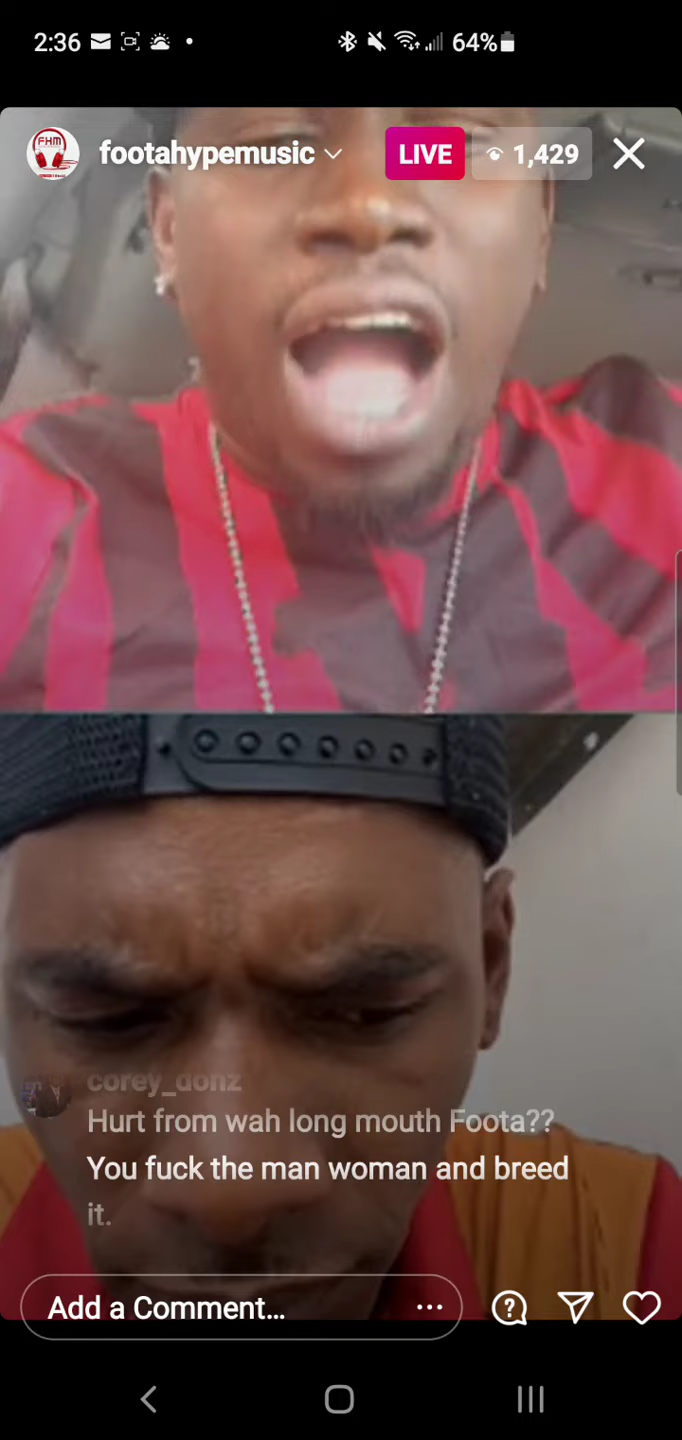 2:36
64%
FHM
footahypemusic
LIVE
1,429
corey_donz
Hurt from wah long mouth Foota??
You fuck the man woman and breed
it.
Add a Comment...